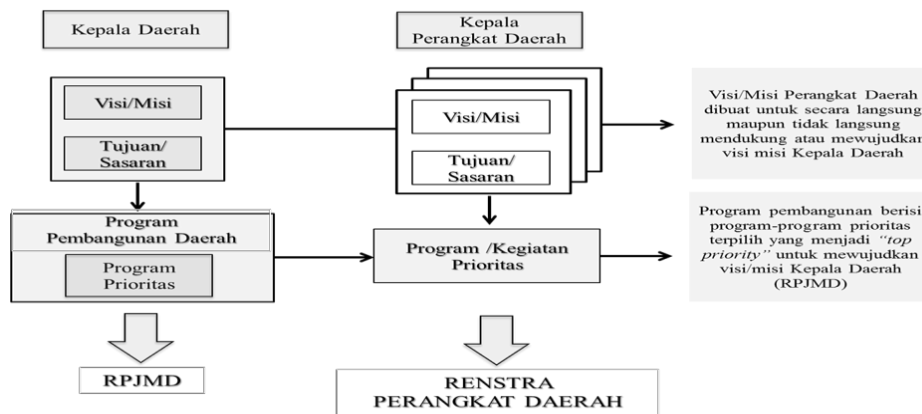 Kepala Daerah
Kepala
Perangkat Daerah
Visi/Misi
Tujuan/
Sasaran
Visi/Misi
Tujuan/
Sasaran
Visi/Misi Perangkat Daerah
dibuat untuk secara langsung
maupun tidak langsung
mendukung atau mewujudkan
visi misi Kepala Daerah
Program
Pembangunan Daerah
Program
Prioritas
Program /Kegiatan
Prioritas
Program pembangunan berisi
program-program prioritas
terpilih yang menjadi “top
priority” untuk mewujudkan
visi/misi Kepala Daerah
(RPJMD)
RPJMD
RENSTRA
PERANGKAT DAERAH